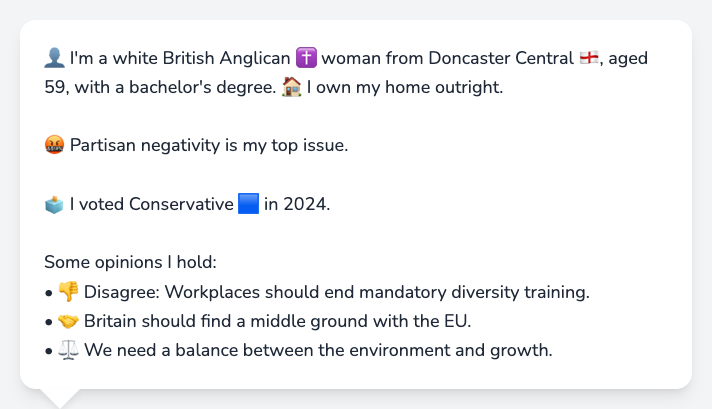 👤 I'm a white British Anglican ✝️ woman from Doncaster Central 🏴󠁧󠁢󠁥󠁮󠁧󠁿, aged
59, with a bachelor's degree. 🏠 I own my home outright.
🤬 Partisan negativity is my top issue.
🗳️ I voted Conservative 🟦 in 2024.
Some opinions I hold:
• 👎 Disagree: Workplaces should end mandatory diversity training.
• 🤝 Britain should find a middle ground with the EU.
• ⚖️ We need a balance between the environment and growth.